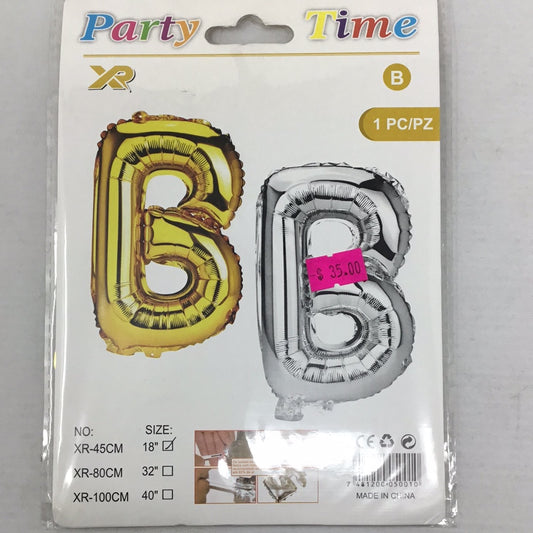 Party Time
XR
B
1 PC/PZ
$ 35.00
NO: SIZE:
XR-45CM 18"
XR-80CM 32"
XR-100CM 40"
CE
MADE IN CHINA